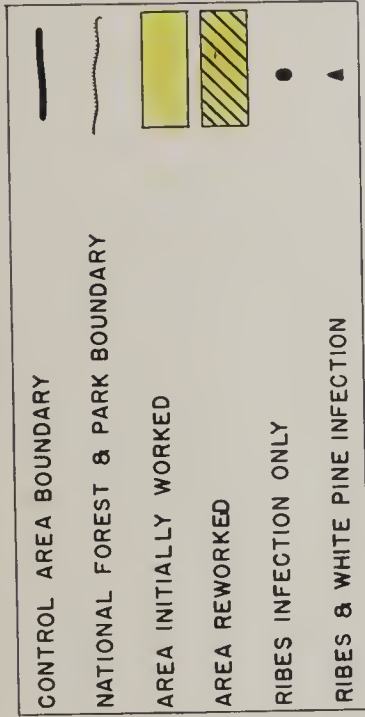 CONTROL AREA BOUNDARY
NATIONAL FOREST & PARK BOUNDARY
AREA INITIALLY WORKED
AREA REWORKED
RIBES INFECTION ONLY
RIBES & WHITE PINE INFECTION